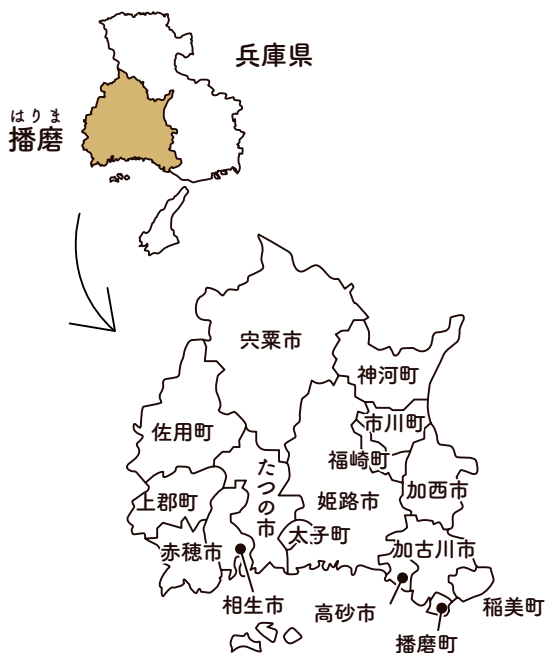 兵庫県
はりま
播磨
宍粟市
神河町
市川町
佐用町
福崎町
たつの市
加西市
上郡町
姫路市
太子町
赤穂市
加古川市
相生市
高砂市
稲美町
播磨町